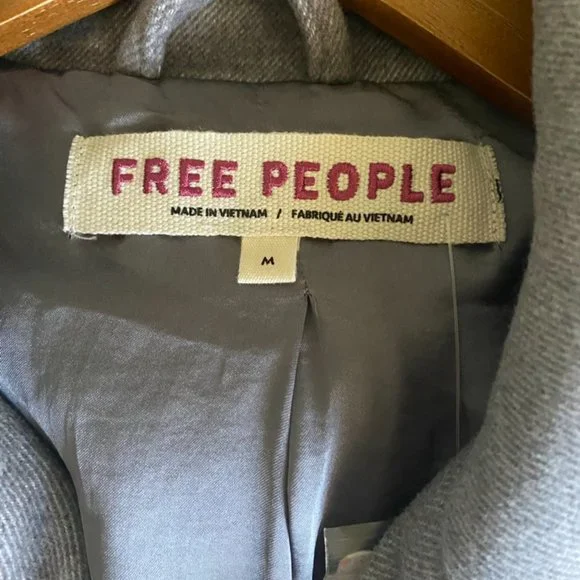 FREE PEOPLE
MADE IN VIETNAM / FABRIQUÉ AU VIETNAM
M